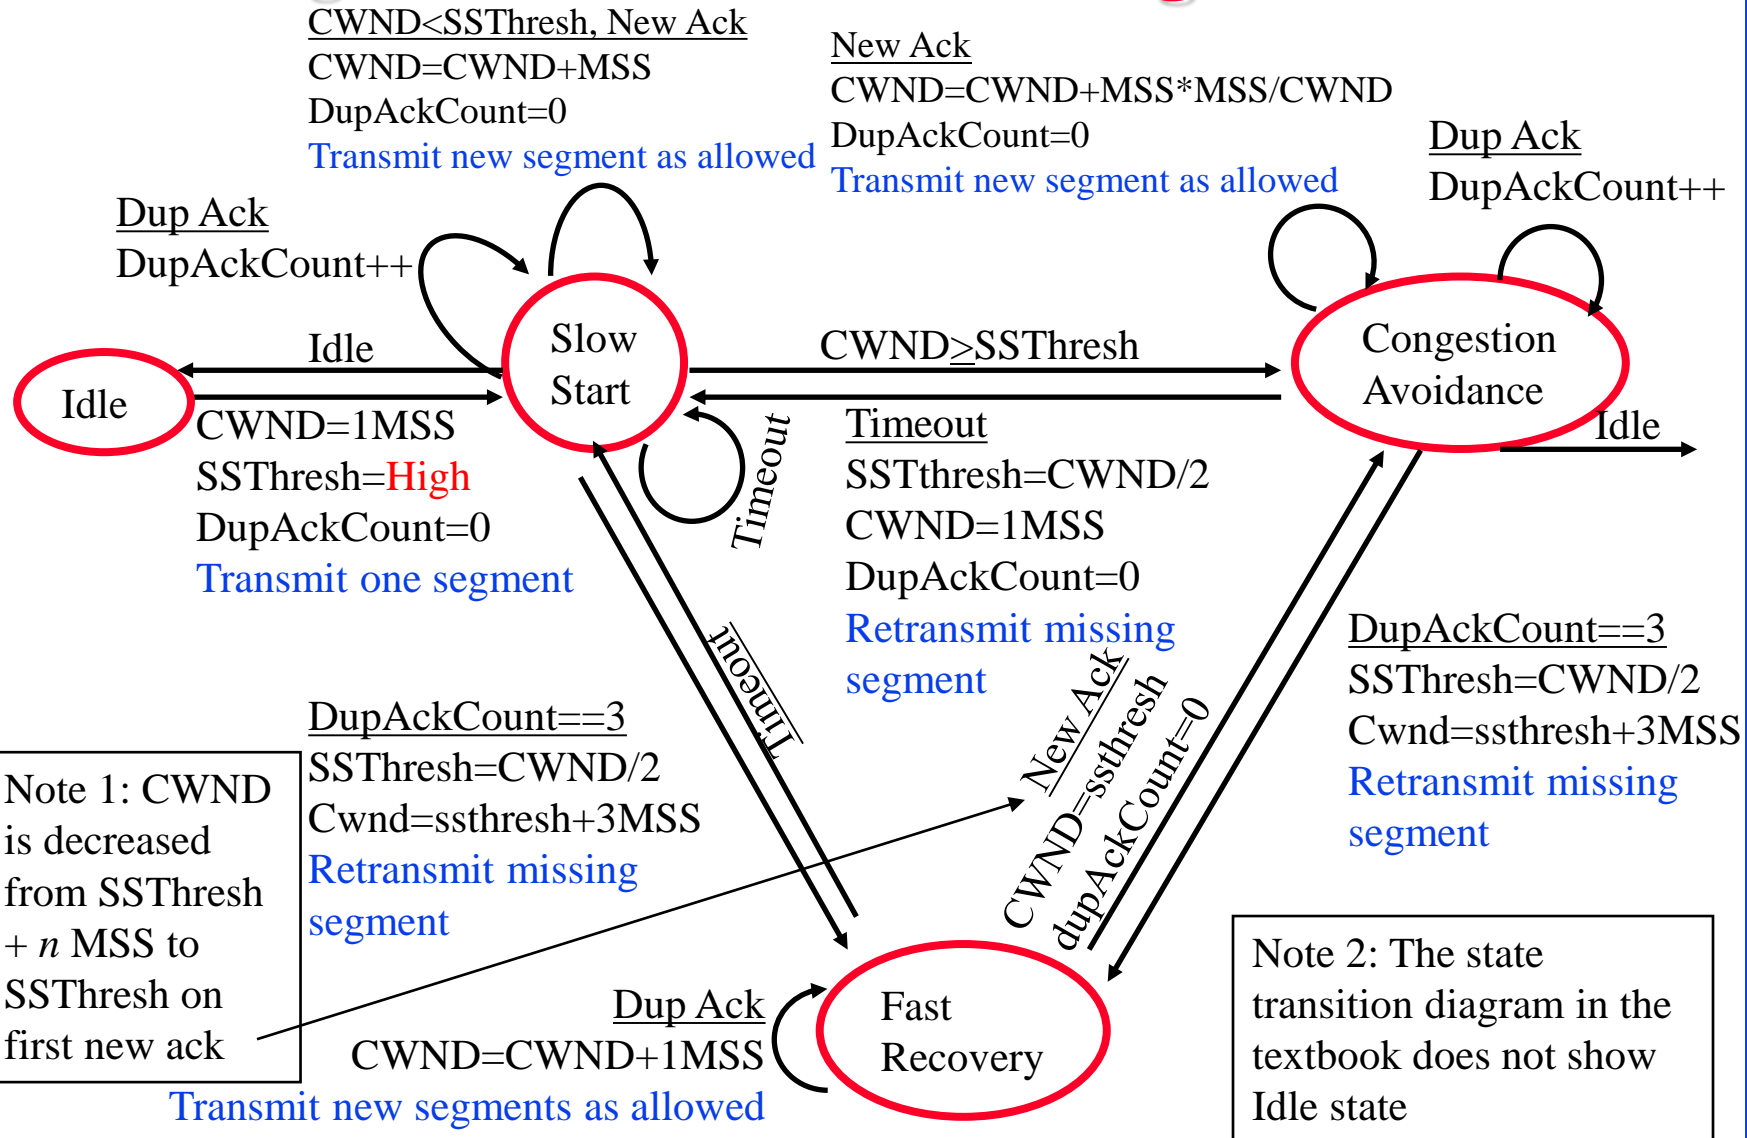 CWND<SSThresh, New Ack
CWND=CWND+MSS
DupAckCount=0
Transmit new segment as allowed
New Ack
CWND=CWND+MSS*MSS/CWND
DupAckCount=0
Transmit new segment as allowed
Dup Ack
DupAckCount++
Dup Ack
DupAckCount++
Idle
Idle
CWND=1MSS
SSThresh=High
DupAckCount=0
Transmit one segment
Slow
Start
CWND≥SSThresh
Congestion
Avoidance
Idle
Timeout
Timeout
SSTthresh=CWND/2
CWND=1MSS
DupAckCount=0
Retransmit missing
segment
Timeout
DupAckCount==3
SSThresh=CWND/2
Cwnd=ssthresh+3MSS
Retransmit missing
segment
New Ack
CWND=ssthresh
dupAckCount=0
DupAckCount==3
SSThresh=CWND/2
Cwnd=ssthresh+3MSS
Retransmit missing
segment
Note 1: CWND
is decreased
from SSThresh
+ n MSS to
SSThresh on
first new ack
Dup Ack
CWND=CWND+1MSS
Transmit new segments as allowed
Fast
Recovery
Note 2: The state
transition diagram in the
textbook does not show
Idle state